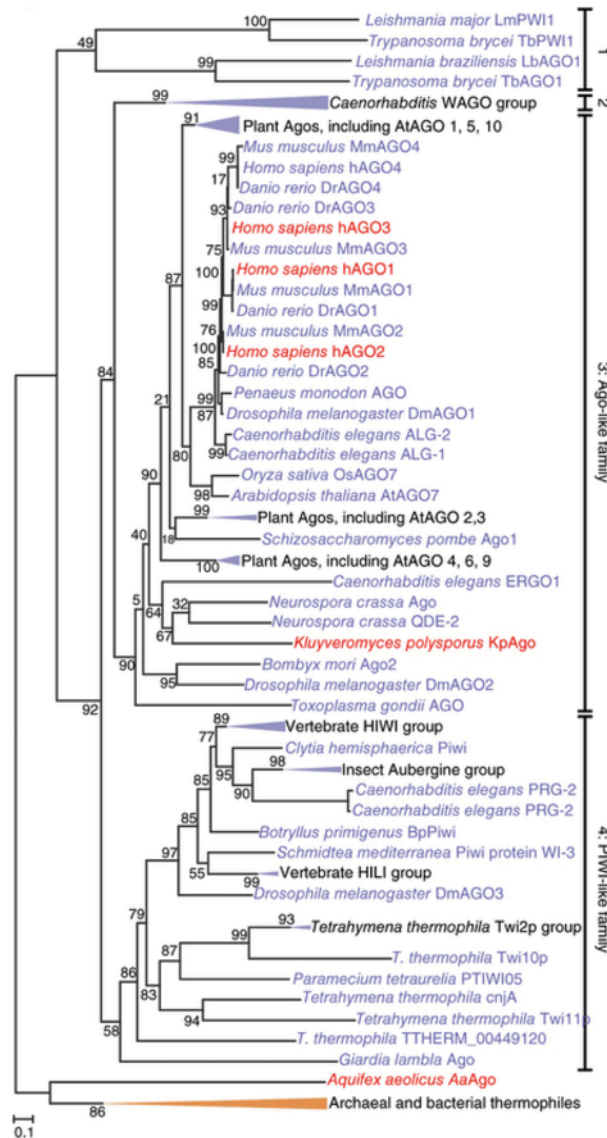 100
Leishmania major LmPWI1
Trypanosoma brycei TbPWI1
49
99
Leishmania braziliensis LbAGO1
Trypanosoma brycei TbAGO1
1
99
Caenorhabditis WAGO group
2
91
Plant Agos, including AtAGO 1, 5, 10
Mus musculus MmAGO4
99
Homo sapiens hAGO4
17
Danio rerio DrAGO4
93
Danio rerio DrAGO3
Homo sapiens hAGO3
75
Mus musculus MmAGO3
100
Homo sapiens hAGO1
87
Mus musculus MmAGO1
99
Danio rerio DrAGO1
76
Mus musculus MmAGO2
100
Homo sapiens hAGO2
85
Danio rerio DrAGO2
84
99
Penaeus monodon AGO
21
87
Drosophila melanogaster DmAGO1
Caenorhabditis elegans ALG-2
80
99
Caenorhabditis elegans ALG-1
90
Oryza sativa OsAGO7
98
Arabidopsis thaliana AtAGO7
99
Plant Agos, including AtAGO 2,3
40
18
Schizosaccharomyces pombe Ago1
100
Plant Agos, including AtAGO 4, 6, 9
Caenorhabditis elegans ERGO1
5
64
32
Neurospora crassa Ago
Neurospora crassa QDE-2
67
Kluyveromyces polysporus KpAgo
90
Bombyx mori Ago2
95
Drosophila melanogaster DmAGO2
Toxoplasma gondii AGO
3: Ago-like family
92
89
Vertebrate HIWI group
77
Clytia hemisphaerica Piwi
95
98
Insect Aubergine group
85
90
Caenorhabditis elegans PRG-2
Caenorhabditis elegans PRG-2
85
Botryllus primigenus BpPiwi
97
Schmidtea mediterranea Piwi protein WI-3
55
Vertebrate HILI group
99
Drosophila melanogaster DmAGO3
79
93
Tetrahymena thermophila Twi2p group
99
87
T. thermophila Twi10p
86
Paramecium tetraurelia PTIWI05
83
Tetrahymena thermophila cnjA
94
Tetrahymena thermophila Twi11p
58
T. thermophila TTHERM_00449120
Giardia lambla Ago
4: PIWI-like family
Aquifex aeolicus AaAgo
86
Archaeal and bacterial thermophiles
0.1